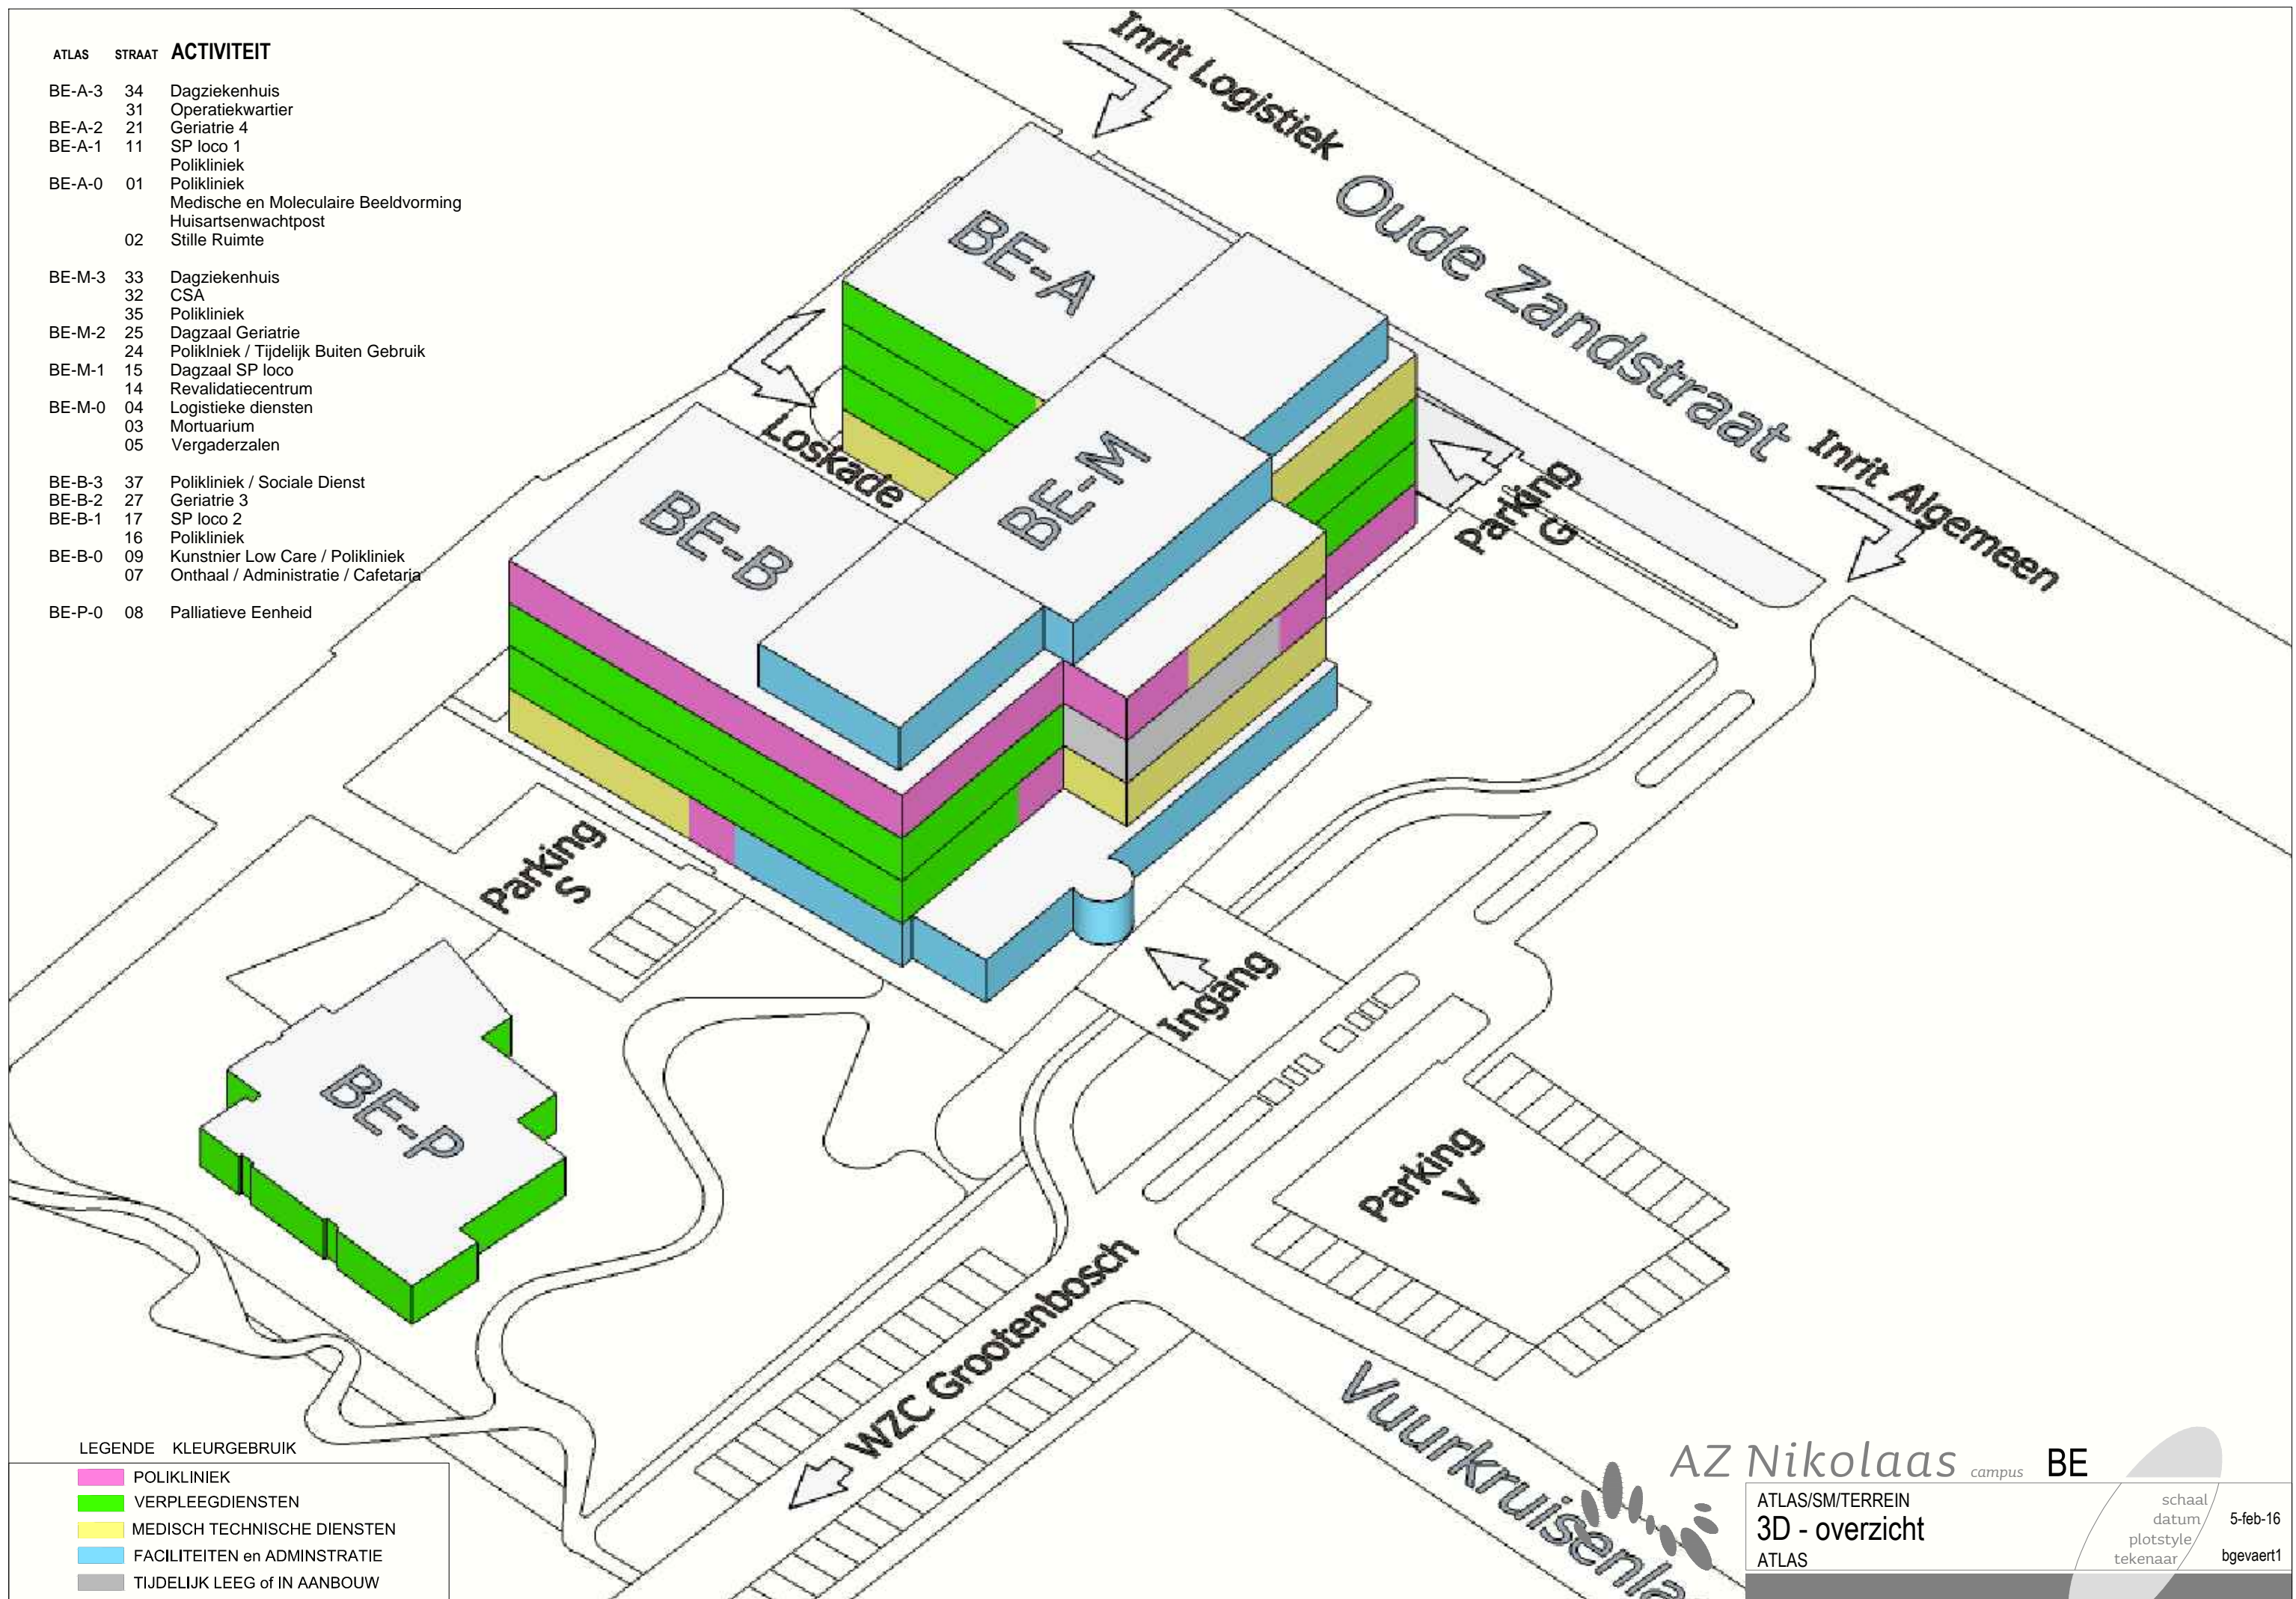 ATLAS STRAAT ACTIVITEIT
BE-A-3 34 Dagziekenhuis
31 Operatiekwartier
BE-A-2 21 Geriatrie 4
BE-A-1 11 SP loco 1
Polikliniek
BE-A-0 01 Polikliniek
Medische en Moleculaire Beeldvorming
Huisartsenwachtpost
02 Stille Ruimte
BE-M-3 33 Dagziekenhuis
32 CSA
35 Polikliniek
BE-M-2 25 Dagzaal Geriatrie
24 Poliklniek / Tijdelijk Buiten Gebruik
BE-M-1 15 Dagzaal SP loco
14 Revalidatiecentrum
BE-M-0 04 Logistieke diensten
03 Mortuarium
05 Vergaderzalen
BE-B-3 37 Polikliniek / Sociale Dienst
BE-B-2 27 Geriatrie 3
BE-B-1 17 SP loco 2
16 Polikliniek
BE-B-0 09 Kunstnier Low Care / Polikliniek
07 Onthaal / Administratie / Cafetaria
BE-P-0 08 Palliatieve Eenheid
Inrit Logistiek
Oude Zandstraat
Inrit Algemeen
BE-A
BE-M
BE-B
Loskade
Parking
G
Parking
S
Ingang
BE-P
Parking
V
WZC Grootenbosch
Vuurkruisenla
LEGENDE KLEURGEBRUIK
POLIKLINIEK
VERPLEEGDIENSTEN
MEDISCH TECHNISCHE DIENSTEN
FACILITEITEN en ADMINSTRATIE
TIJDELIJK LEEG of IN AANBOUW
AZ Nikolaas campus BE
ATLAS/SM/TERREIN
3D - overzicht
ATLAS
schaal
datum 5-feb-16
plotstyle
tekenaar bgevaert1